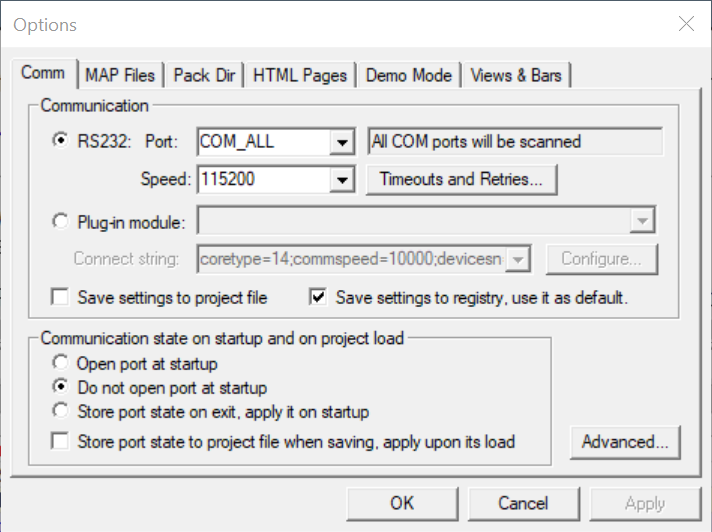 Options
Comm MAP Files Pack Dir HTML Pages Demo Mode Views & Bars
Communication
RS232: Port: COM_ALL All COM ports will be scanned
Speed: 115200 Timeouts and Retries...
Plug-in module:
Connect string: coretype=14;commspeed=10000;devicesn Configure...
Save settings to project file Save settings to registry, use it as default.
Communication state on startup and on project load
Open port at startup
Do not open port at startup
Store port state on exit, apply it on startup
Store port state to project file when saving, apply upon its load Advanced...
OK Cancel Apply